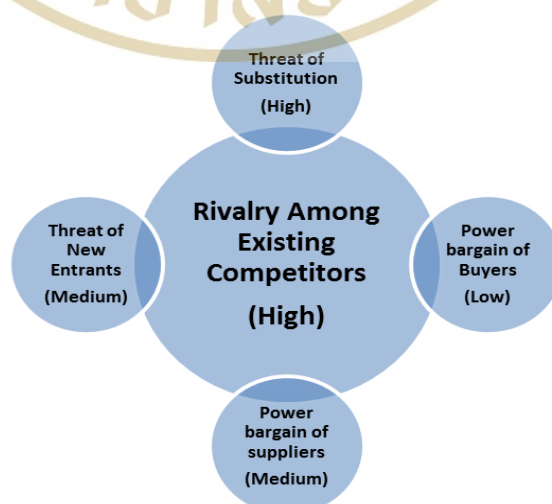 Threat of
Substitution
(High)
Threat of
New
Entrants
(Medium)
Rivalry Among
Existing
Competitors
(High)
Power
bargain of
Buyers
(Low)
Power
bargain of
suppliers
(Medium)